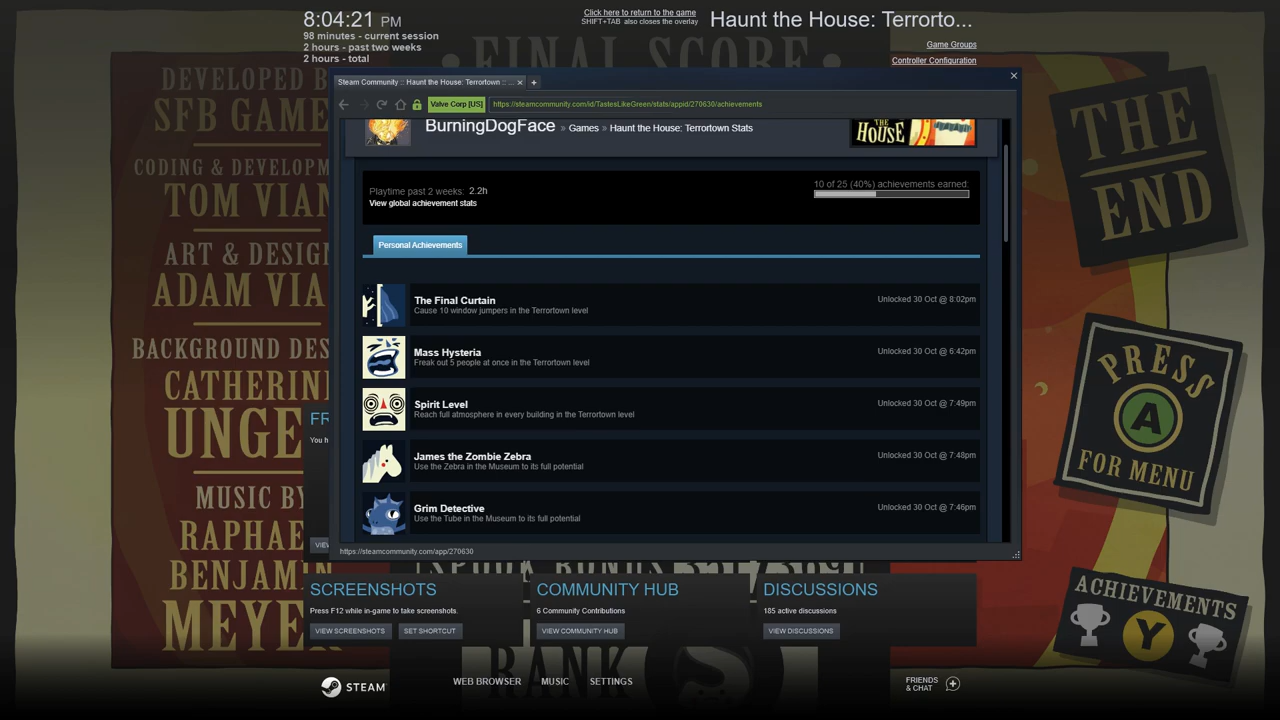 8:04:21 PM
98 minutes - current session
2 hours - past two weeks
2 hours - total
Click here to return to the game
SHIFT+TAB also closes the overlay
Haunt the House: Terrorto...
Game Groups
Controller Configuration
FINAL SCORE
Steam Community :: Haunt the House: Terrortown :: ...
Valve Corp [US]
https://steamcommunity.com/id/TastesLikeGreen/stats/appid/270630/achievements
BurningDogFace » Games » Haunt the House: Terrortown Stats
THE
HOUSE
Playtime past 2 weeks: 2.2h
View global achievement stats
10 of 25 (40%) achievements earned:
Personal Achievements
The Final Curtain
Cause 10 window jumpers in the Terrortown level
Unlocked 30 Oct @ 8:02pm
Mass Hysteria
Freak out 5 people at once in the Terrortown level
Unlocked 30 Oct @ 6:42pm
Spirit Level
Reach full atmosphere in every building in the Terrortown level
Unlocked 30 Oct @ 7:49pm
James the Zombie Zebra
Use the Zebra in the Museum to its full potential
Unlocked 30 Oct @ 7:48pm
Grim Detective
Use the Tube in the Museum to its full potential
Unlocked 30 Oct @ 7:46pm
https://steamcommunity.com/app/270630
DEVELOPED B
SFB GAME
CODING & DEVELOPM
TOM VIAN
ART & DESIGN
ADAM VIA
BACKGROUND DES
CATHERIN
UNGE
MUSIC BY
RAPHAE
BENJAMIN
MEYE
FR
You h
VIEW
THE
END
PRESS
A
FOR MENU
ACHIEVEMENTS
Y
SPOOK BONUS
RANK
SCREENSHOTS
Press F12 while in-game to take screenshots.
VIEW SCREENSHOTS
SET SHORTCUT
COMMUNITY HUB
6 Community Contributions
VIEW COMMUNITY HUB
DISCUSSIONS
185 active discussions
VIEW DISCUSSIONS
STEAM
WEB BROWSER
MUSIC
SETTINGS
FRIENDS
& CHAT